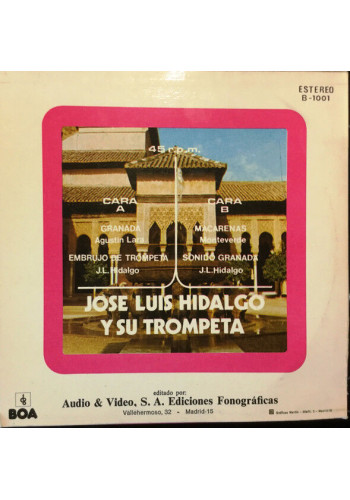 ESTEREO
B-1001
45 r.p.m.
CARA
A
GRANADA
Agustin Lara
EMBRUJO DE TROMPETA
J.L.Hidalgo
CARA
B
MACARENAS
Monteverde
SONIDO GRANADA
J.L.Hidalgo
JOSE LUIS HIDALGO
Y SU TROMPETA
BOA
editado por:
Audio & Video, S. A. Ediciones Fonográficas
Vallehermoso, 32 - Madrid-15